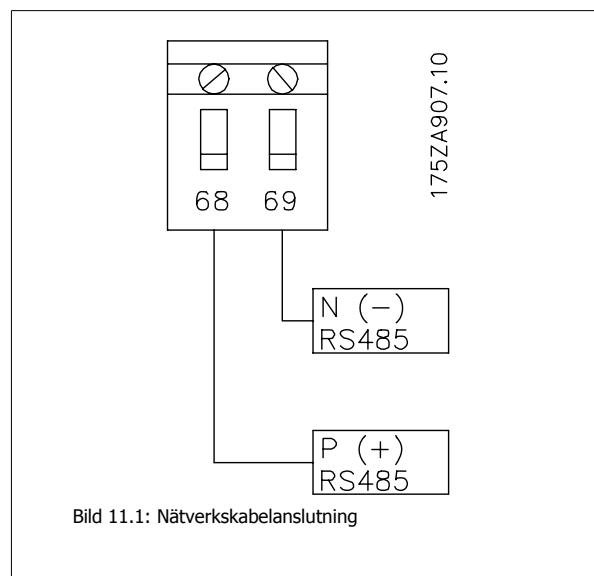 175ZA907.10
68 69
N (-)
RS485
P (+)
RS485
Bild 11.1: Nätverkskabelanslutning